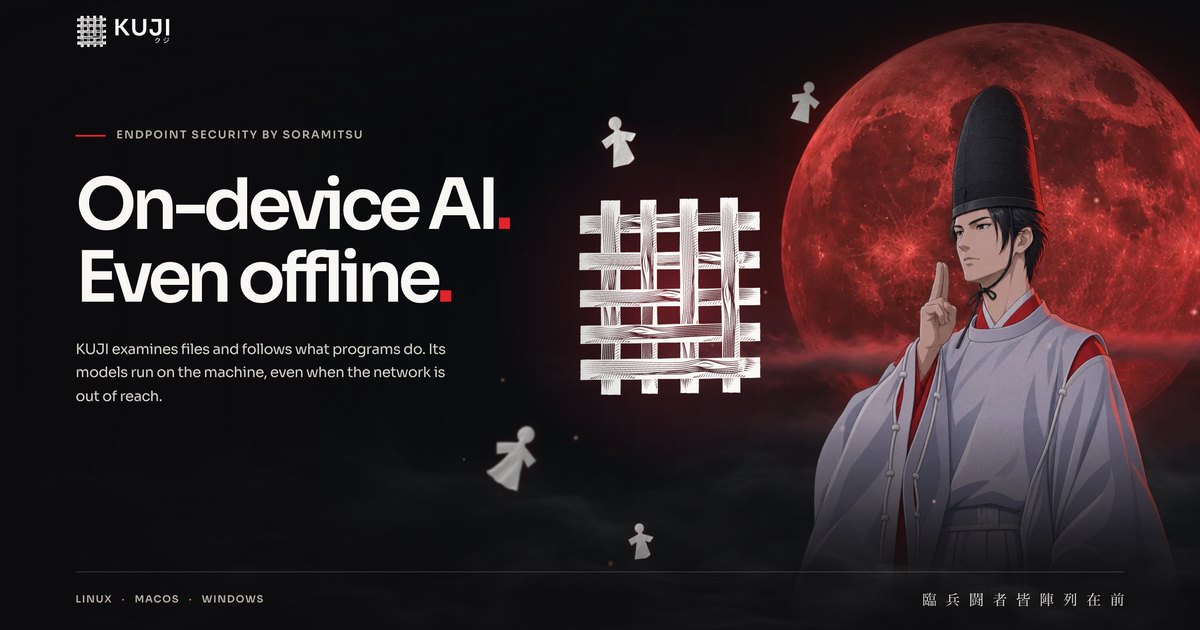 KUJI
クジ
ENDPOINT SECURITY BY SORAMITSU
On-device AI.
Even offline.
KUJI examines files and follows what programs do. Its
models run on the machine, even when the network is
out of reach.
LINUX · MACOS · WINDOWS
臨兵闘者皆陣列在前